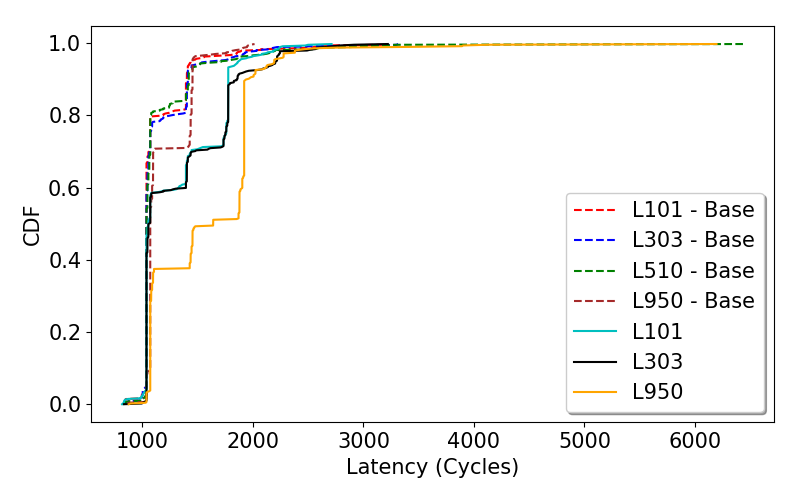 1.0
0.8
0.6
0.4
0.2
0.0
CDF
1000
2000
3000
4000
5000
6000
Latency (Cycles)
L101 - Base
L303 - Base
L510 - Base
L950 - Base
L101
L303
L950